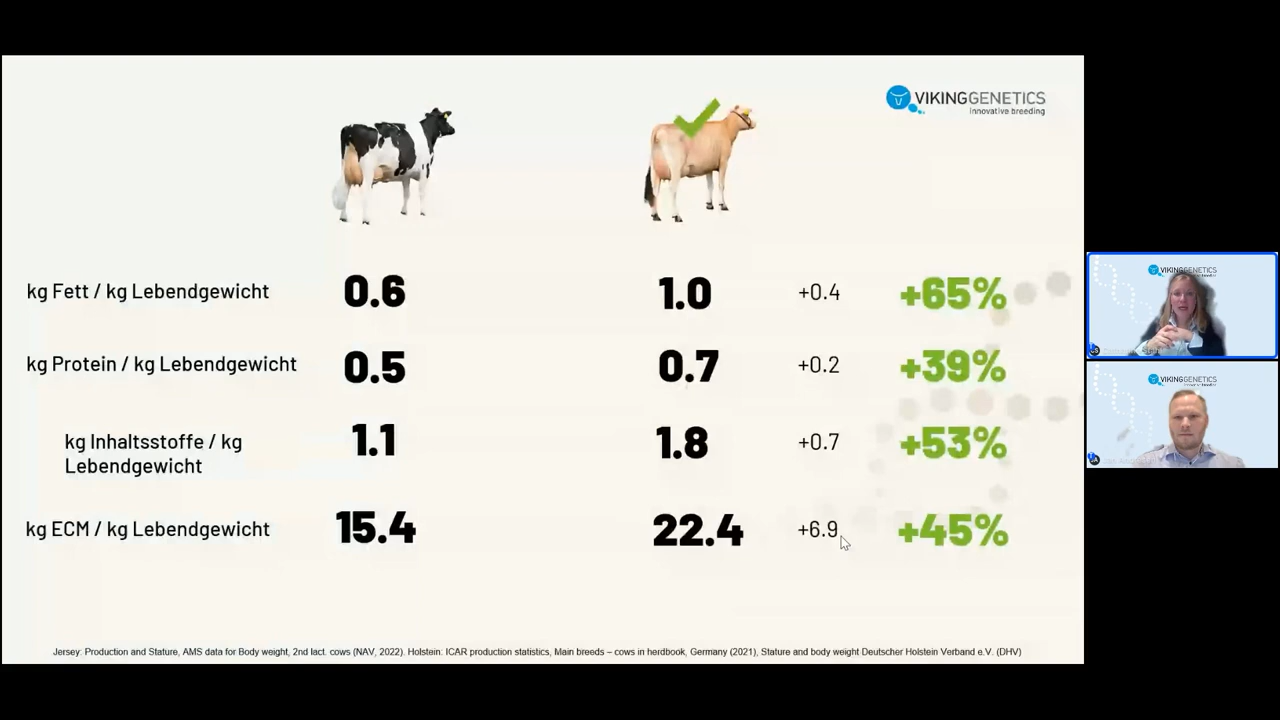 VIKINGGENETICS
Innovative breeding
kg Fett / kg Lebendgewicht
0.6
1.0
+0.4
+65%
kg Protein / kg Lebendgewicht
0.5
0.7
+0.2
+39%
kg Inhaltsstoffe / kg
Lebendgewicht
1.1
1.8
+0.7
+53%
kg ECM / kg Lebendgewicht
15.4
22.4
+6.9
+45%
Jersey: Production and Stature, AMS data for Body weight, 2nd lact. cows (NAV, 2022). Holstein: ICAR production statistics, Main breeds – cows in herdbook, Germany (2021), Stature and body weight Deutscher Holstein Verband e.V. (DHV)
VIKINGGENETICS
VIKINGGENETICS